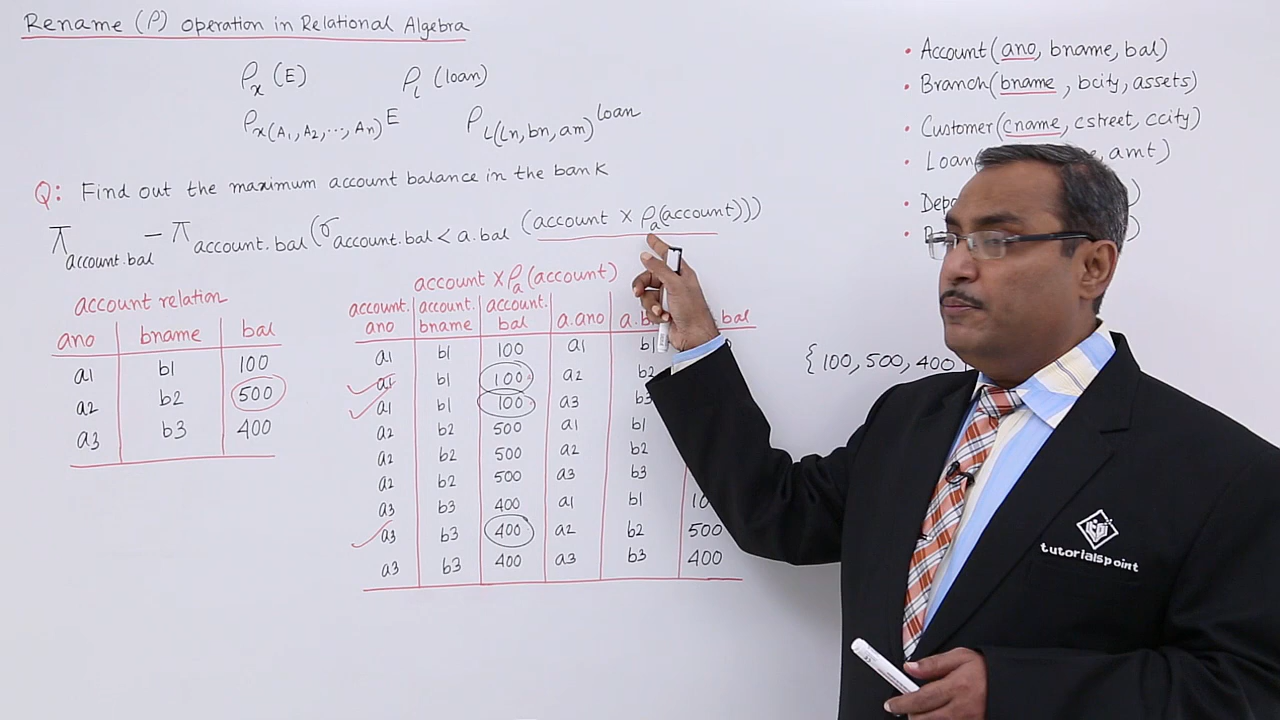 Rename (ρ) operation in Relational Algebra
ρx (E) ρL (loan)
ρx(A1, A2, ..., An) E ρL(Ln, bn, am) loan
Q: Find out the maximum account balance in the bank
π account.bal − π account.bal (σ account.bal < a.bal (account X ρa(account)))
account relation
ano bname bal
a1 b1 100
a2 b2 500
a3 b3 400
account X ρa (account)
account.ano account.bname account.bal a.ano a.b .bal
a1 b1 100 a1 b1
a1 b1 100 a2 b2
a1 b1 100 a3 b3
a2 b2 500 a1 b1
a2 b2 500 a2 b2
a2 b2 500 a3 b3
a3 b3 400 a1 b1 10
a3 b3 400 a2 b2 500
a3 b3 400 a3 b3 400
{100, 500, 400
• Account(ano, bname, bal)
• Branch(bname, bcity, assets)
• Customer(cname, cstreet, ccity)
• Loan , amt)
tutorialspoint